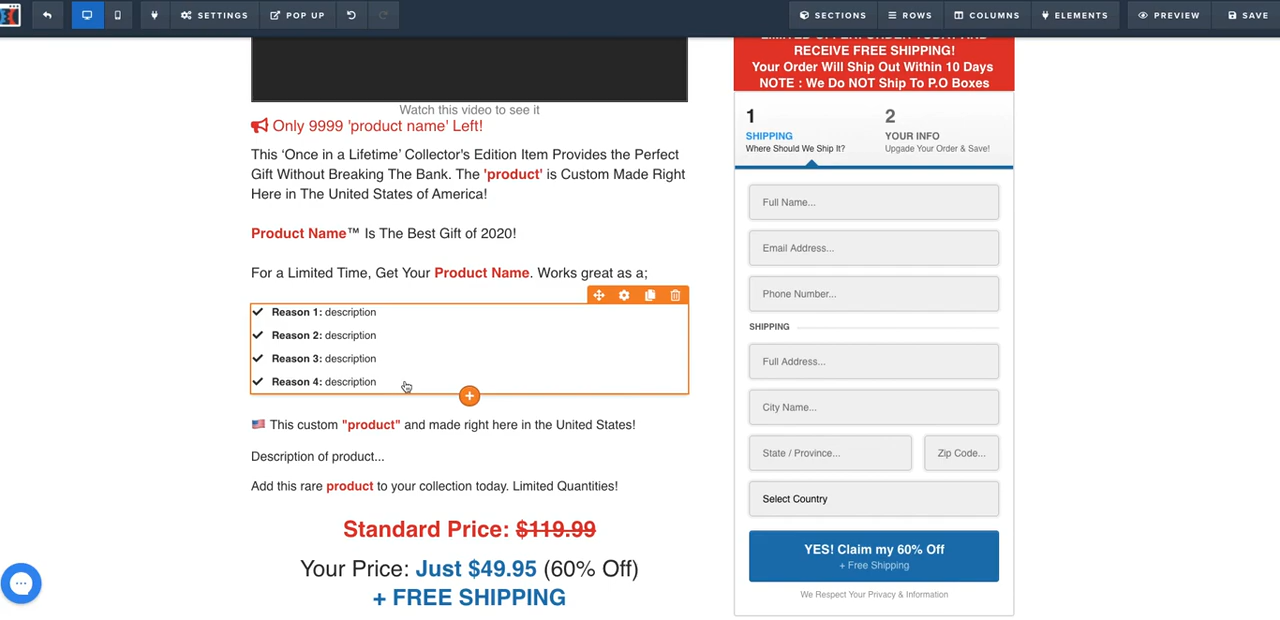 SETTINGS
POP UP
SECTIONS
ROWS
COLUMNS
ELEMENTS
PREVIEW
SAVE
Watch this video to see it
Only 9999 'product name' Left!
This ‘Once in a Lifetime’ Collector's Edition Item Provides the Perfect
Gift Without Breaking The Bank. The 'product' is Custom Made Right
Here in The United States of America!
Product Name™ Is The Best Gift of 2020!
For a Limited Time, Get Your Product Name. Works great as a;
Reason 1: description
Reason 2: description
Reason 3: description
Reason 4: description
This custom "product" and made right here in the United States!
Description of product...
Add this rare product to your collection today. Limited Quantities!
Standard Price: $119.99
Your Price: Just $49.95 (60% Off)
+ FREE SHIPPING
RECEIVE FREE SHIPPING!
Your Order Will Ship Out Within 10 Days
NOTE : We Do NOT Ship To P.O Boxes
1
SHIPPING
Where Should We Ship It?
2
YOUR INFO
Upgade Your Order & Save!
Full Name...
Email Address...
Phone Number...
SHIPPING
Full Address...
City Name...
State / Province...
Zip Code...
Select Country
YES! Claim my 60% Off
+ Free Shipping
We Respect Your Privacy & Information